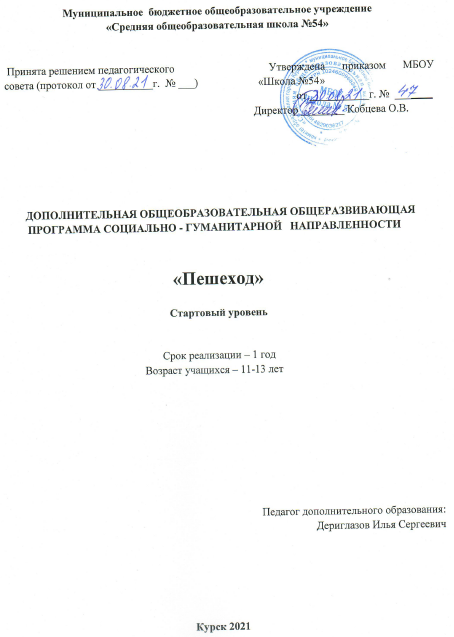 Муниципальное бюджетное общеобразовательное учреждение
«Средняя общеобразовательная школа №54»
Принята решением педагогического
совета (протокол от 30.08.21 г. № ___)
Утверждена приказом МБОУ
«Школа №54»
от 30.08.21 г. № 47
Директор Кобцева О.В.
ДОПОЛНИТЕЛЬНАЯ ОБЩЕОБРАЗОВАТЕЛЬНАЯ ОБЩЕРАЗВИВАЮЩАЯ
ПРОГРАММА СОЦИАЛЬНО - ГУМАНИТАРНОЙ НАПРАВЛЕННОСТИ
«Пешеход»
Стартовый уровень
Срок реализации – 1 год
Возраст учащихся – 11-13 лет
Педагог дополнительного образования:
Дериглазов Илья Сергеевич
Курск 2021